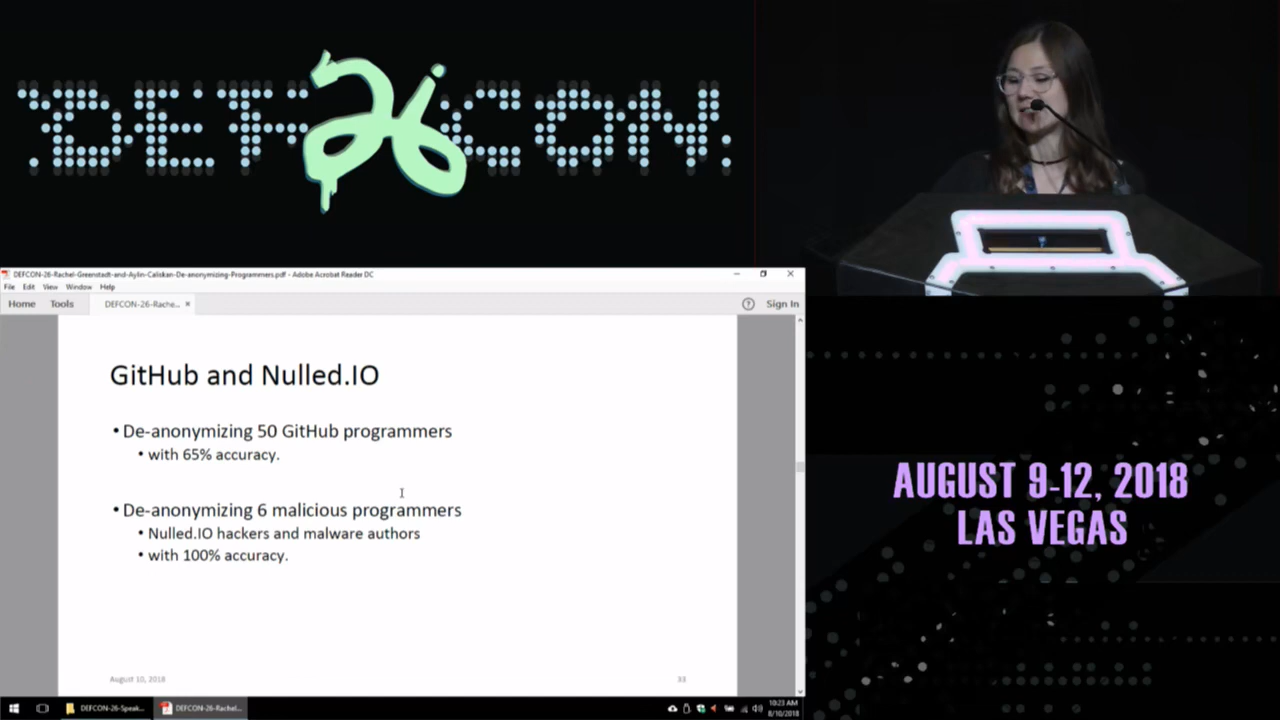 DEF CON
26
DEFCON-26-Rachel-Greenstadt-and-Aylin-Caliskan-De-anonymizing-Programmers.pdf - Adobe Acrobat Reader DC
File Edit View Window Help
Home Tools DEFCON-26-Rache... × ? Sign In
GitHub and Nulled.IO
• De-anonymizing 50 GitHub programmers
• with 65% accuracy.
• De-anonymizing 6 malicious programmers
• Nulled.IO hackers and malware authors
• with 100% accuracy.
August 10, 2018 33
DEFCON-26-Speak... DEFCON-26-Rachel... 10:23 AM
8/10/2018
AUGUST 9-12, 2018
LAS VEGAS